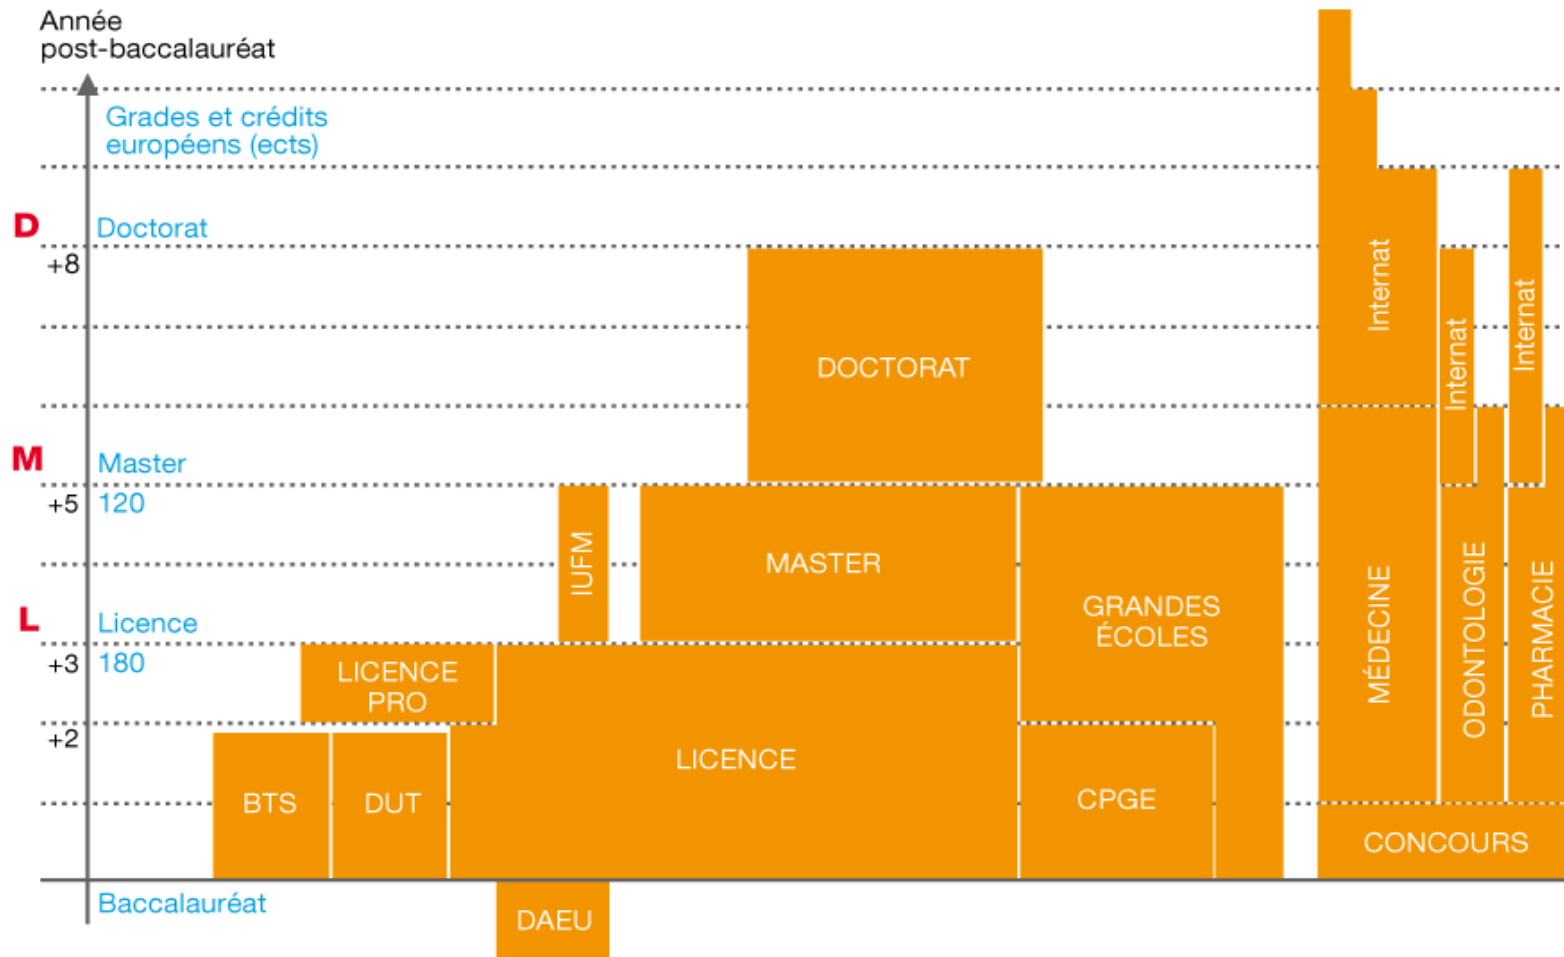 Année
post-baccalauréat
Grades et crédits
européens (ects)
D
Doctorat
+8
Internat
Internat
Internat
DOCTORAT
M
Master
+5
120
IUFM
MASTER
GRANDES
ÉCOLES
MÉDECINE
ODONTOLOGIE
PHARMACIE
L
Licence
+3
180
LICENCE
PRO
+2
LICENCE
BTS
DUT
CPGE
CONCOURS
Baccalauréat
DAEU